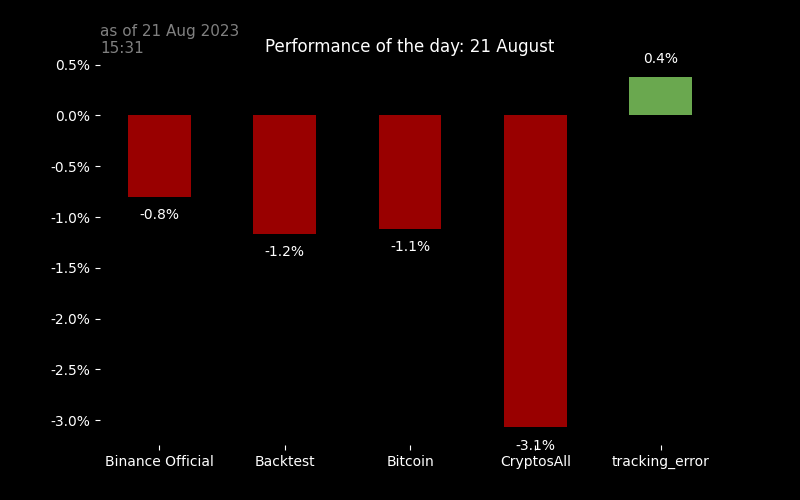 as of 21 Aug 2023
15:31
Performance of the day: 21 August
0.5%
0.0%
-0.5%
-1.0%
-1.5%
-2.0%
-2.5%
-3.0%
-0.8%
-1.2%
-1.1%
-3.1%
0.4%
Binance Official
Backtest
Bitcoin
CryptosAll
tracking_error